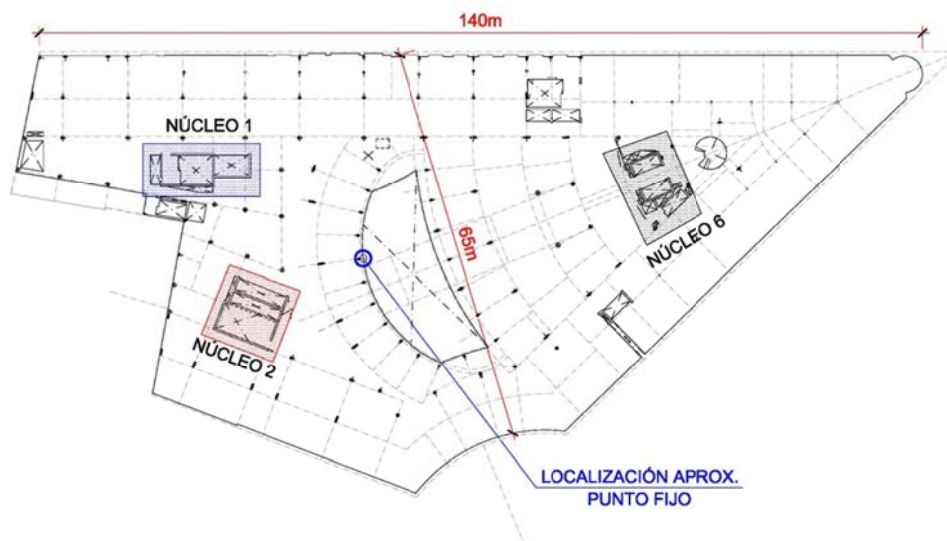 140m
NÚCLEO 1
65m
NÚCLEO 6
NÚCLEO 2
LOCALIZACIÓN APROX.
PUNTO FIJO